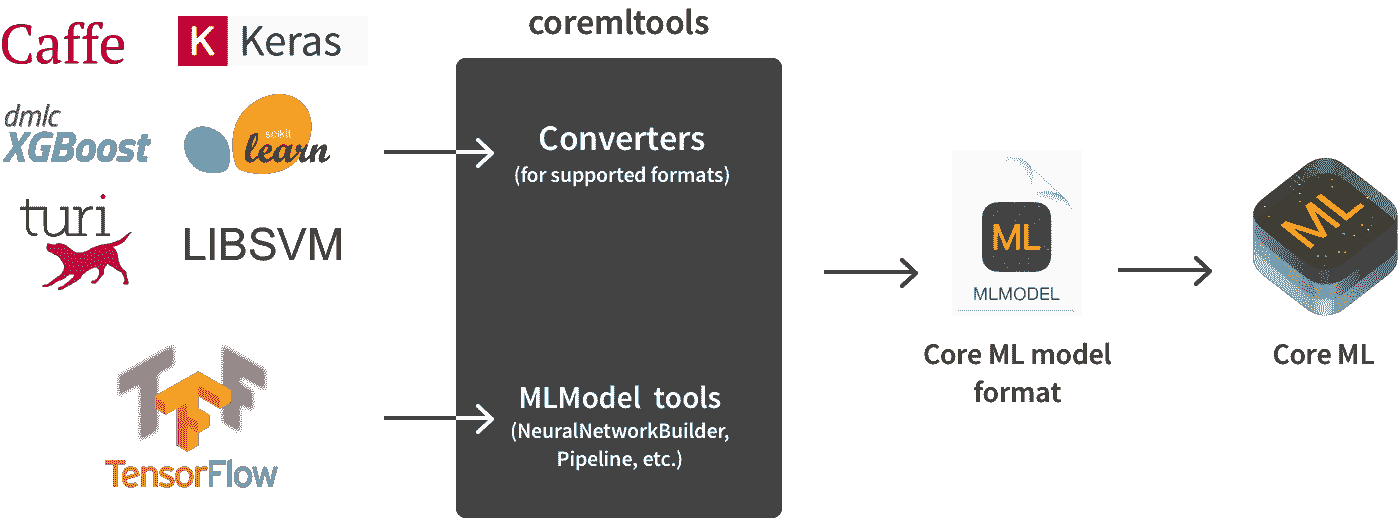 coremltools
Caffe
K Keras
dmlc
XGBoost
scikit
learn
turi
LIBSVM
TensorFlow
Converters
(for supported formats)
MLModel tools
(NeuralNetworkBuilder,
Pipeline, etc.)
ML
MLMODEL
Core ML model
format
ML
Core ML